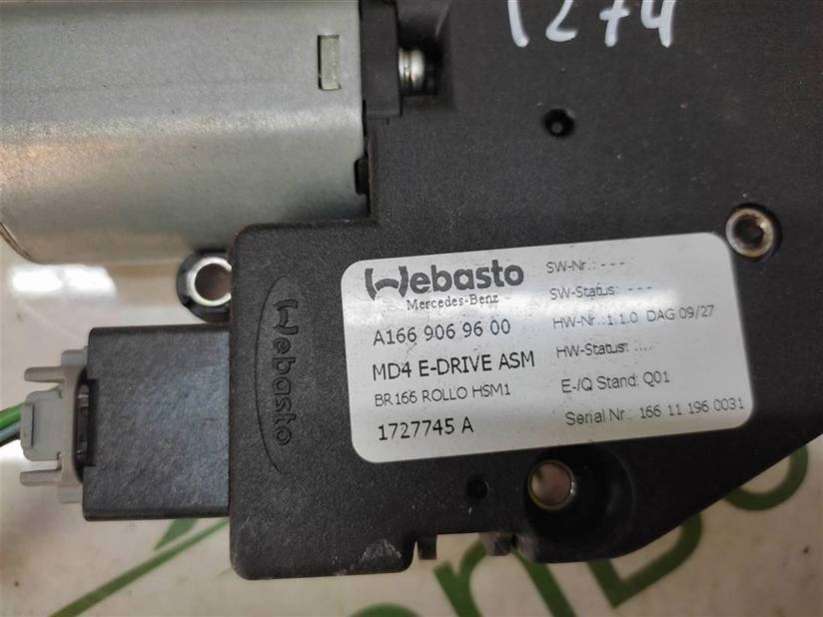 1274
Webasto
Mercedes-Benz
A166 906 96 00
MD4 E-DRIVE ASM
BR166 ROLLO HSM1
1727745 A
SW-Nr.: - - -
SW-Status: - - -
HW-Nr.: 1.1.0 DAG 09/27
HW-Status: ...
E-/Q Stand: Q01
Serial Nr.: 166 11 196 0031
Webasto